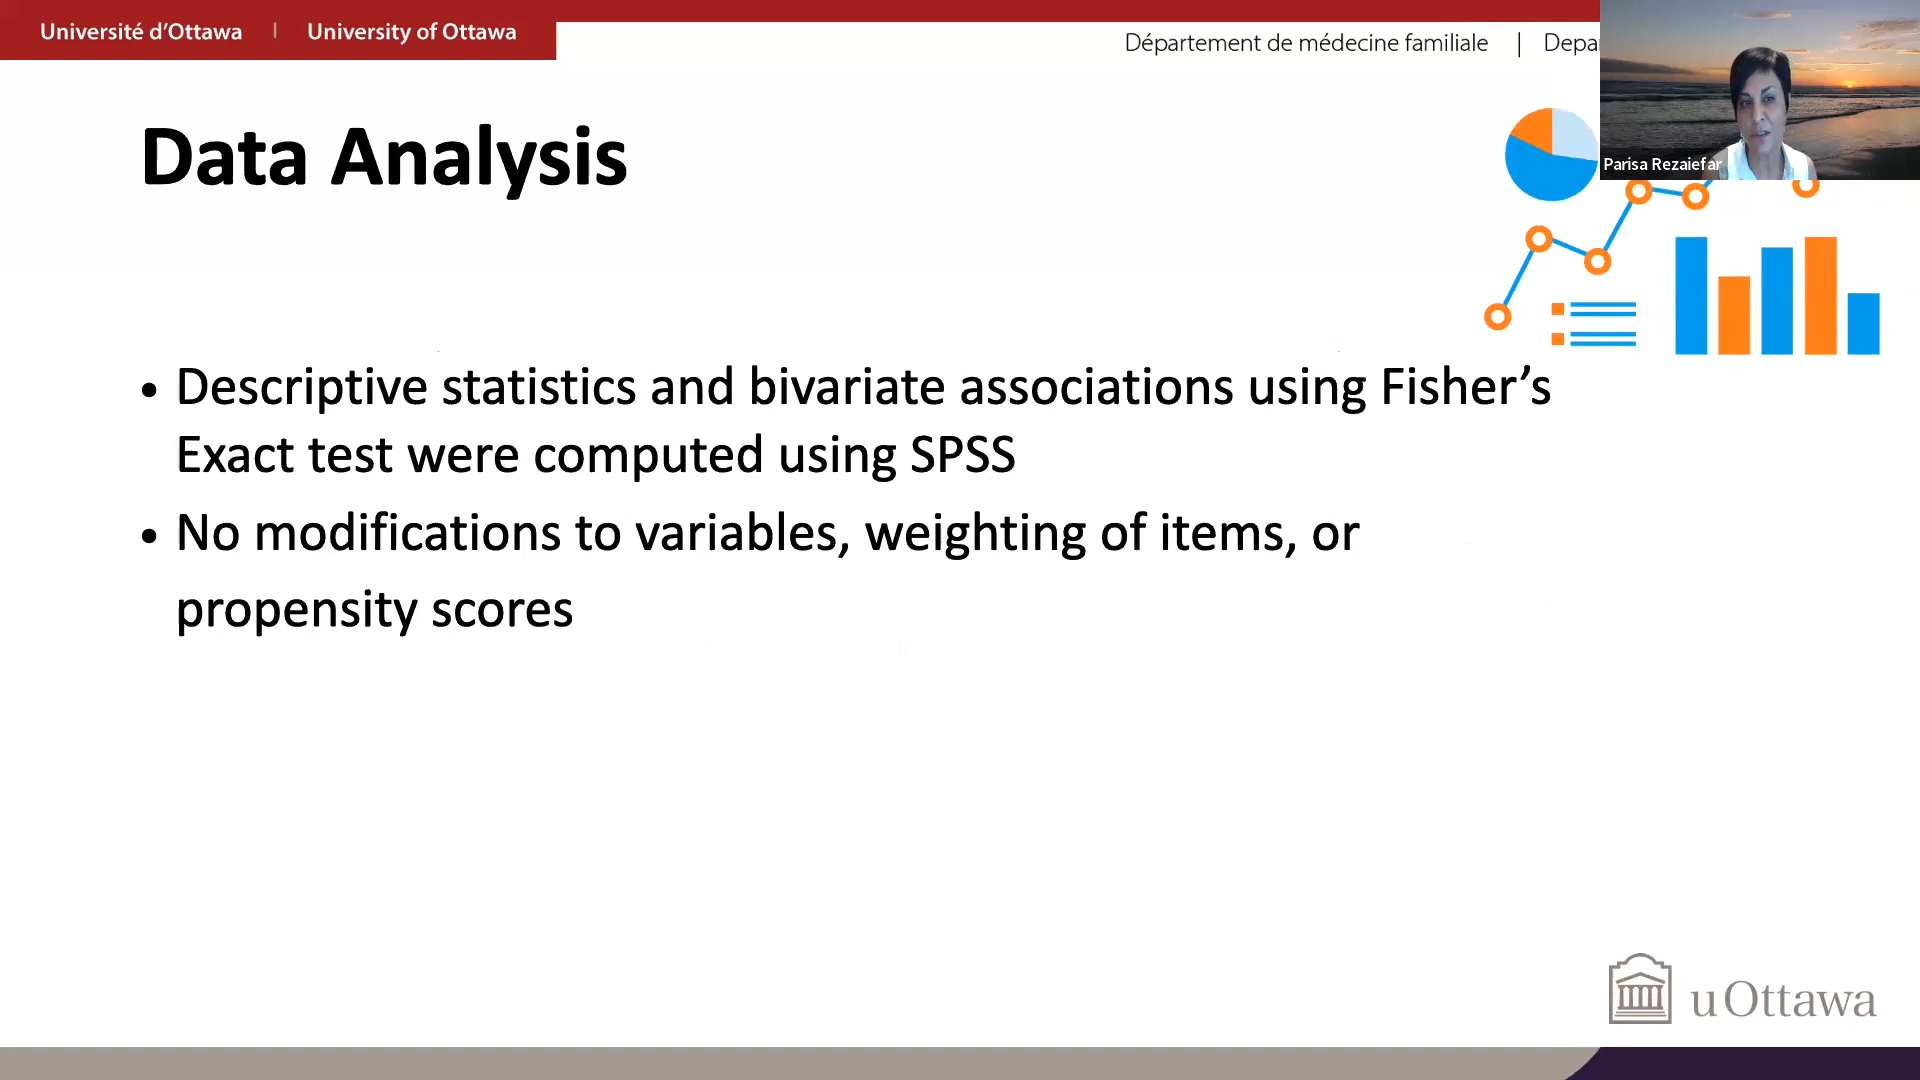 Université d'Ottawa | University of Ottawa
Département de médecine familiale |
Parisa Rezaiefar
Data Analysis
• Descriptive statistics and bivariate associations using Fisher’s
Exact test were computed using SPSS
• No modifications to variables, weighting of items, or
propensity scores
uOttawa